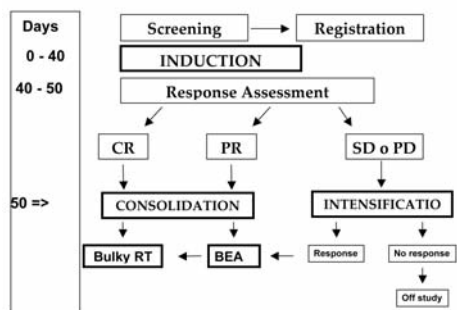 Days
Screening
Registration
0 - 40
INDUCTION
40 - 50
Response Assessment
CR
PR
SD o PD
50 =>
CONSOLIDATION
INTENSIFICATIO
Bulky RT
BEA
Response
No response
Off study